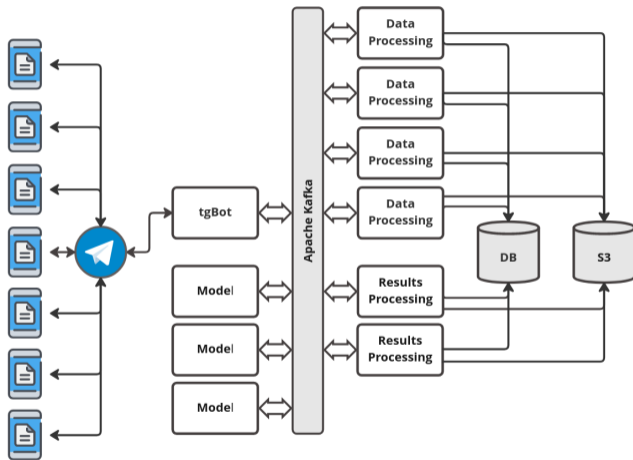 Data
Processing
Data
Processing
Data
Processing
Data
Processing
tgBot
Apache Kafka
DB
S3
Model
Results
Processing
Model
Results
Processing
Model